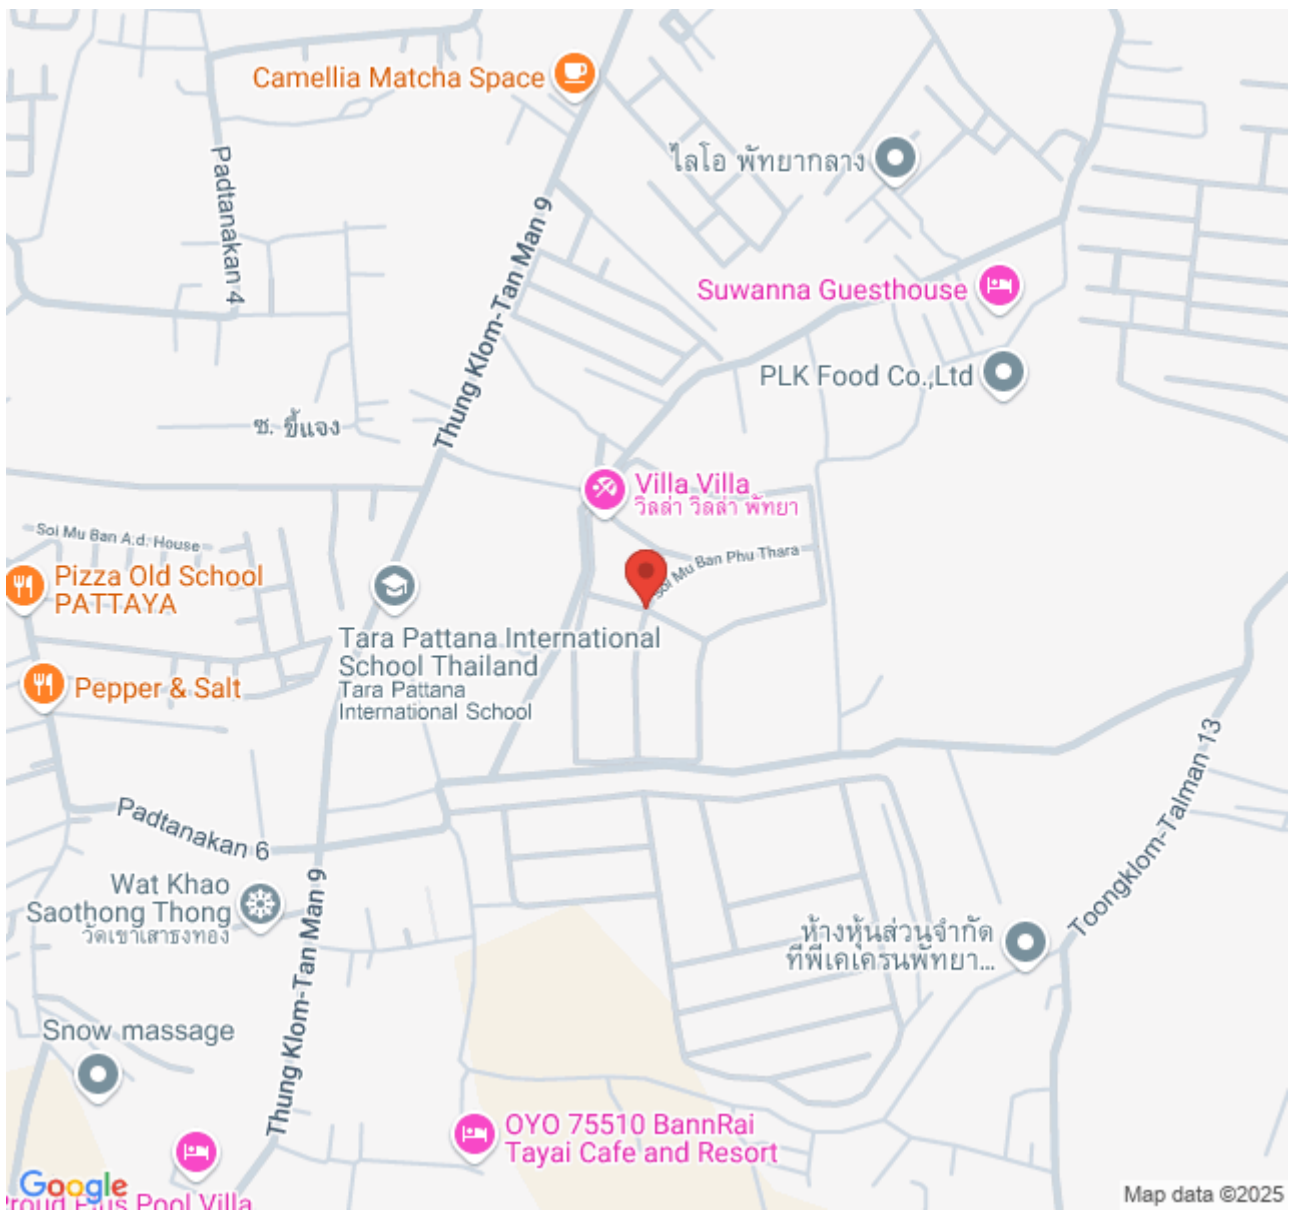 Camellia Matcha Space
ไลโอ พัทยากลาง
Padtanakan 4
Thung Klom-Tan Man 9
Suwanna Guesthouse
PLK Food Co.,Ltd
ซ. ขี้แจง
Villa Villa
วิลล่า วิลล่า พัทยา
Soi Mu Ban A.d. House
Soi Mu Ban Phu Thara
Pizza Old School
PATTAYA
Tara Pattana International
School Thailand
Tara Pattana
International School
Pepper & Salt
Toongklom-Talman 13
Padtanakan 6
Wat Khao
Saothong Thong
วัดเขาเสาธงทอง
Thung Klom-Tan Man 9
ห้างหุ้นส่วนจำกัด
ทีพีเคเครนพัทยา...
Snow massage
OYO 75510 BannRai
Tayai Cafe and Resort
Proud Plus Pool Villa
Google
Map data ©2025